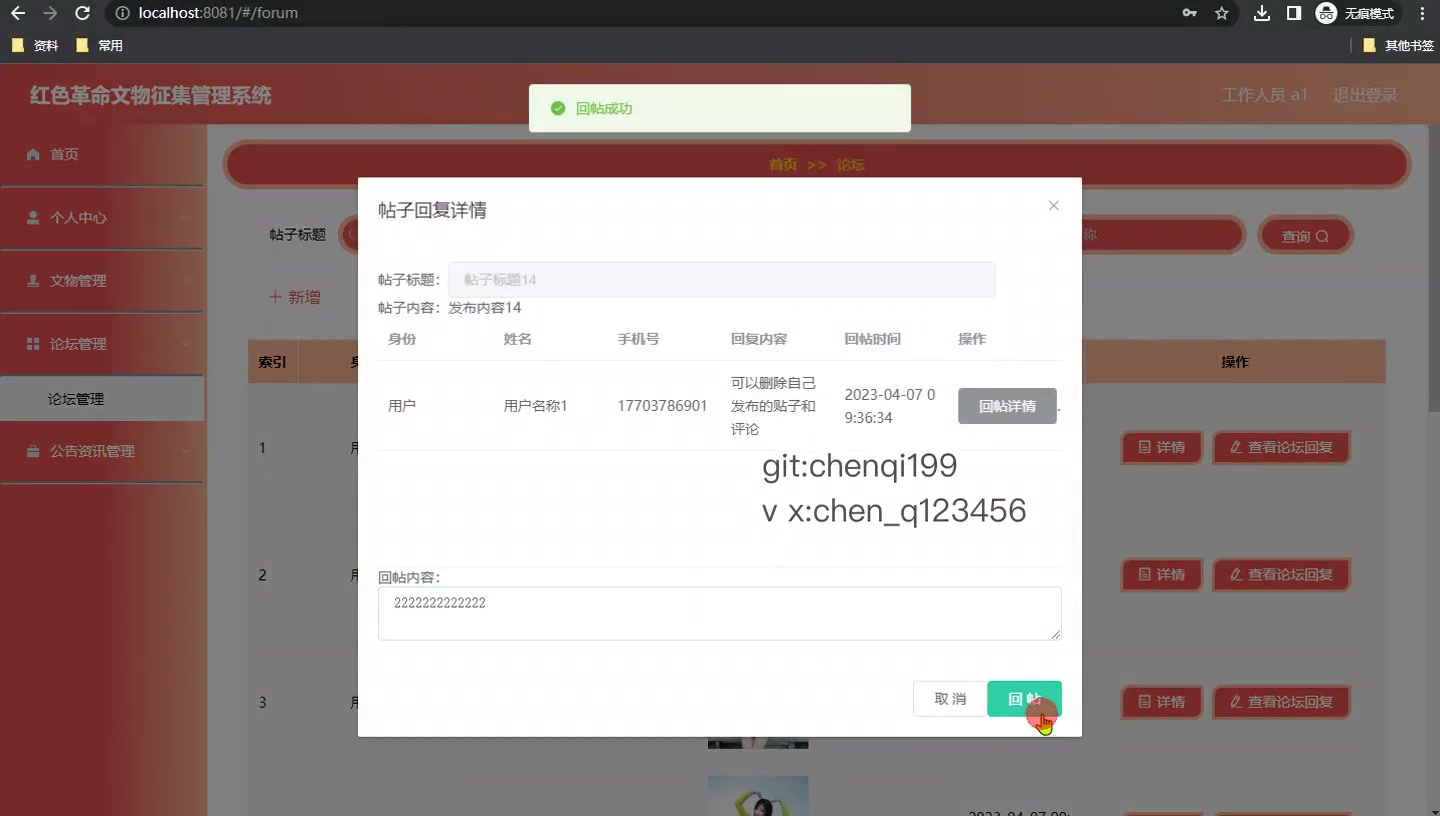 localhost:8081/#/forum
无痕模式
资料
常用
其他书签
红色革命文物征集管理系统
回帖成功
工作人员 a1
退出登录
首页
首页 >> 论坛
个人中心
文物管理
论坛管理
论坛管理
公告资讯管理
帖子标题
称
查询
+ 新增
索引
操作
1
详情
查看论坛回复
2
详情
查看论坛回复
3
详情
查看论坛回复
帖子回复详情
帖子标题：
帖子标题14
帖子内容：发布内容14
身份 姓名 手机号 回复内容 回帖时间 操作
用户 用户名称1 17703786901
可以删除自己
发布的贴子和
评论
2023-04-07 0
9:36:34
回帖详情
git:chenqi199
v x:chen_q123456
回帖内容：
2222222222222
取 消
回 帖